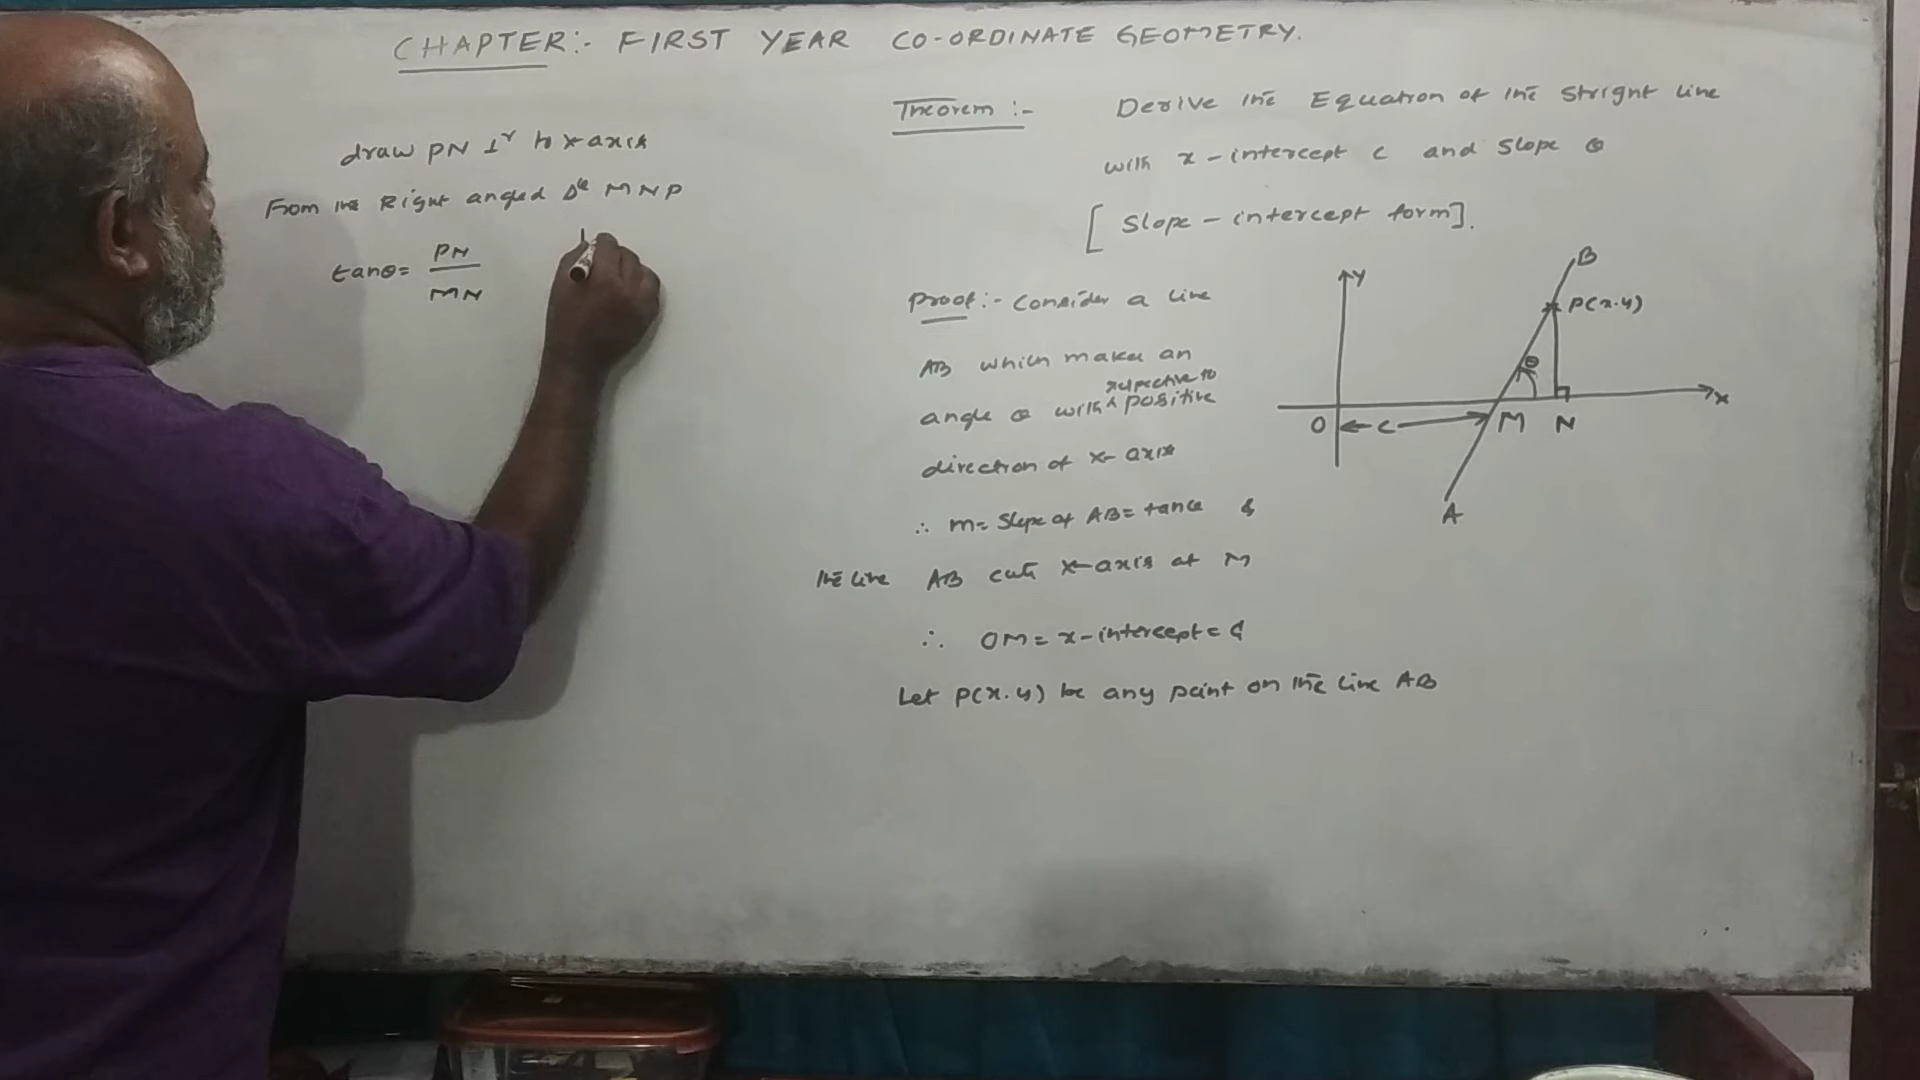 CHAPTER:- FIRST YEAR CO-ORDINATE GEOMETRY.
draw PN ⊥r to x-axis
From the Right angled Δle MNP
tanθ = PN
MN
Theorem :- Derive the Equation of the Stright Line
with x-intercept c and Slope θ
[ Slope-intercept form].
Proof:- Consider a Line
AB which makes an
respective to
angle θ with ^ positive
direction of x-axis
∴ m = Slope of AB = tanθ &
the line AB cuts x-axis at M
∴ OM = x-intercept = c
Let P(x.y) be any point on the line AB
Y
B
P(x.y)
θ
X
O
C
M
N
A